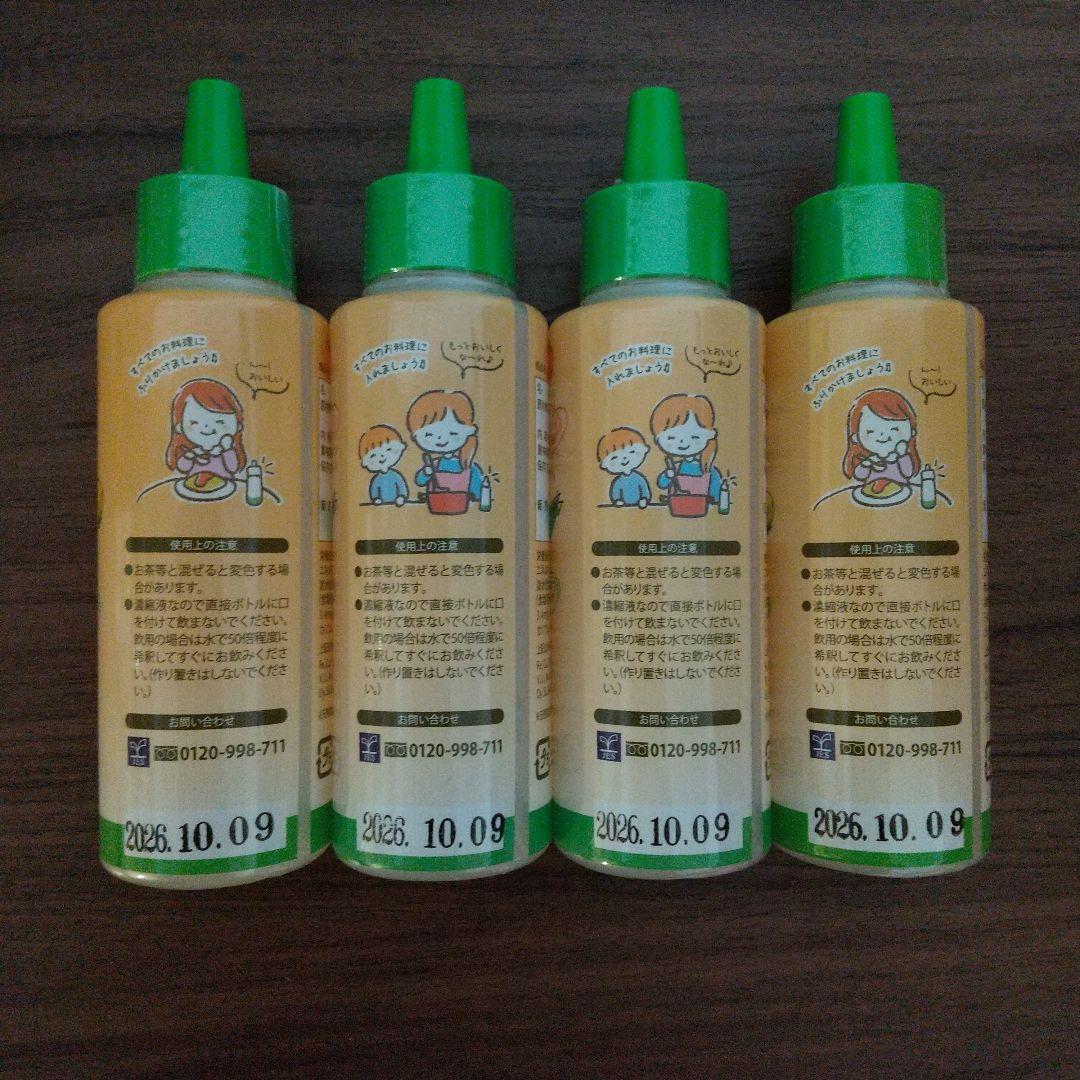 すべてのお料理に
ふりかけましょう♫
ん〜!
おいしい
使用上の注意
●お茶等と混ぜると変色する場
合があります。
●濃縮液なので直接ボトルに口
を付けて飲まないでください。
飲用の場合は水で50倍程度に
希釈してすぐにお飲みくださ
い。(作り置きはしないでくだ
さい。)
お問い合わせ
JES
0120-998-711
2026.10.09
すべてのお料理に
入れましょう♫
もっとおいしく
な〜れ♪
使用上の注意
●お茶等と混ぜると変色する場
合があります。
●濃縮液なので直接ボトルに口
を付けて飲まないでください。
飲用の場合は水で50倍程度に
希釈してすぐにお飲みくださ
い。(作り置きはしないでくだ
さい。)
お問い合わせ
JES
0120-998-711
2026.10.09
すべてのお料理に
入れましょう♫
もっとおいしく
な〜れ♪
使用上の注意
●お茶等と混ぜると変色する場
合があります。
●濃縮液なので直接ボトルに口
を付けて飲まないでください。
飲用の場合は水で50倍程度に
希釈してすぐにお飲みくださ
い。(作り置きはしないでくだ
さい。)
お問い合わせ
JES
0120-998-711
2026.10.09
すべてのお料理に
ふりかけましょう♫
ん〜!
おいしい
使用上の注意
●お茶等と混ぜると変色する場
合があります。
●濃縮液なので直接ボトルに口
を付けて飲まないでください。
飲用の場合は水で50倍程度に
希釈してすぐにお飲みくださ
い。(作り置きはしないでくだ
さい。)
お問い合わせ
JES
0120-998-711
2026.10.09